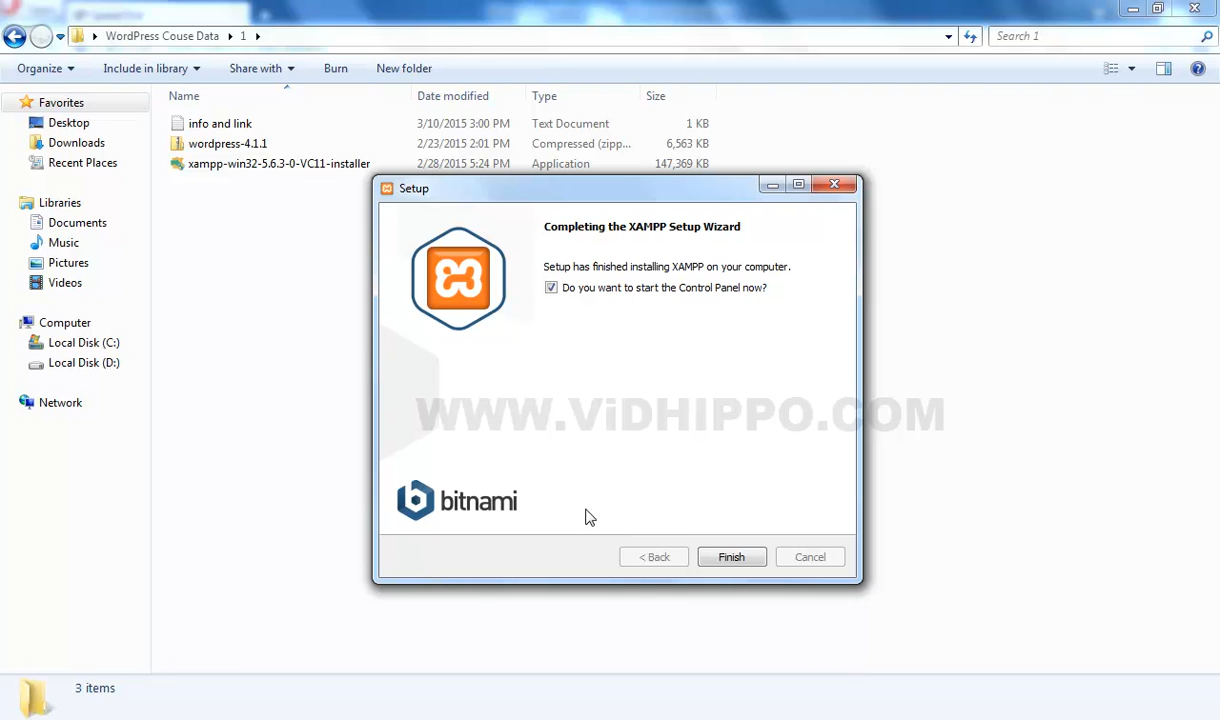 WordPress Couse Data
1
Search 1
Organize
Include in library
Share with
Burn
New folder
Name
Date modified
Type
Size
Favorites
Desktop
Downloads
Recent Places
Libraries
Documents
Music
Pictures
Videos
Computer
Local Disk (C:)
Local Disk (D:)
Network
info and link 3/10/2015 3:00 PM Text Document 1 KB
wordpress-4.1.1 2/23/2015 2:01 PM Compressed (zipp... 6,563 KB
xampp-win32-5.6.3-0-VC11-installer 2/28/2015 5:24 PM Application 147,369 KB
Setup
Completing the XAMPP Setup Wizard
Setup has finished installing XAMPP on your computer.
Do you want to start the Control Panel now?
WWW.ViDHIPPO.COM
bitnami
< Back
Finish
Cancel
3 items